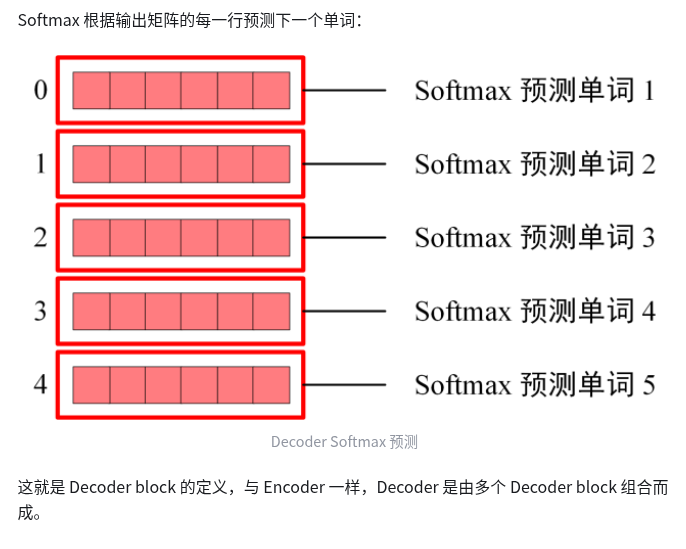 Softmax 根据输出矩阵的每一行预测下一个单词：
0 Softmax 预测单词 1
1 Softmax 预测单词 2
2 Softmax 预测单词 3
3 Softmax 预测单词 4
4 Softmax 预测单词 5
Decoder Softmax 预测
这就是 Decoder block 的定义，与 Encoder 一样，Decoder 是由多个 Decoder block 组合而
成。